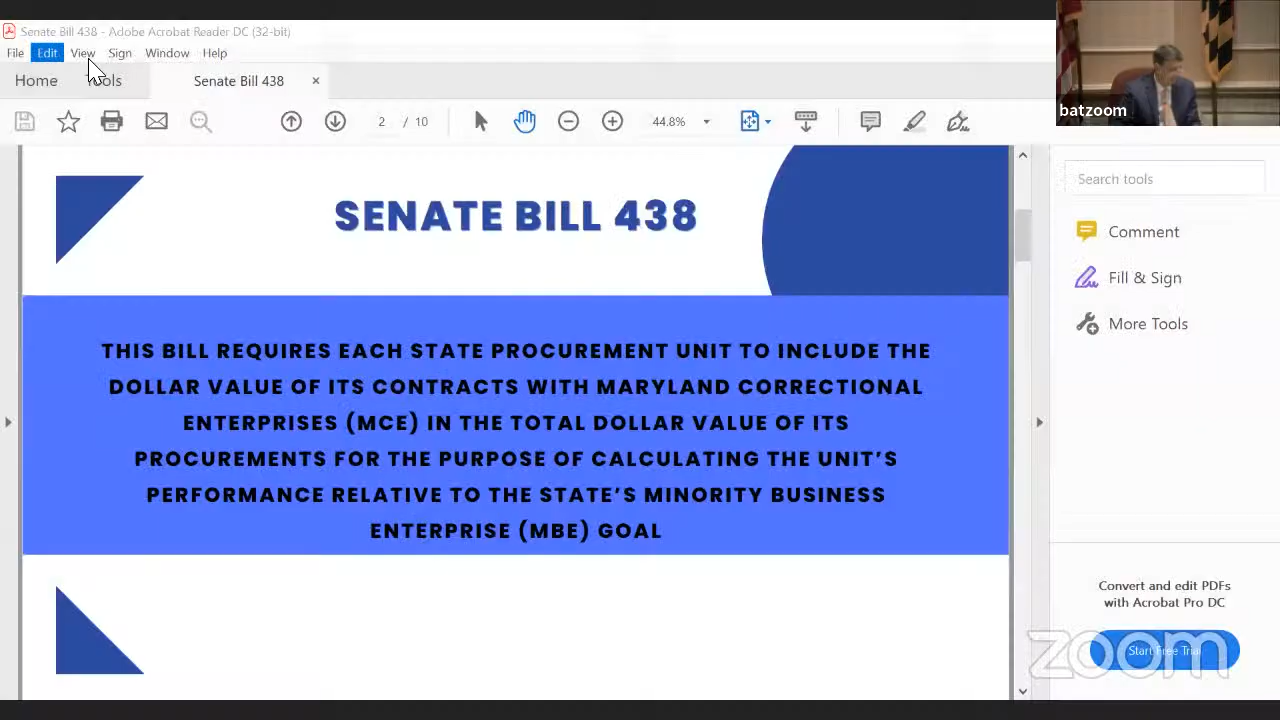 Senate Bill 438 - Adobe Acrobat Reader DC (32-bit)
File Edit View Sign Window Help
Home Tools Senate Bill 438 ×
2 / 10 44.8%
batzoom
SENATE BILL 438
THIS BILL REQUIRES EACH STATE PROCUREMENT UNIT TO INCLUDE THE
DOLLAR VALUE OF ITS CONTRACTS WITH MARYLAND CORRECTIONAL
ENTERPRISES (MCE) IN THE TOTAL DOLLAR VALUE OF ITS
PROCUREMENTS FOR THE PURPOSE OF CALCULATING THE UNIT’S
PERFORMANCE RELATIVE TO THE STATE’S MINORITY BUSINESS
ENTERPRISE (MBE) GOAL
Search tools
Comment
Fill & Sign
More Tools
Convert and edit PDFs
with Acrobat Pro DC
Start Free Trial
zoom